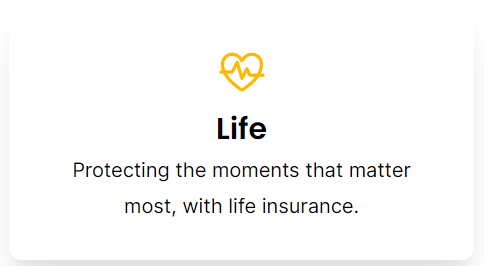 Life
Protecting the moments that matter
most, with life insurance.